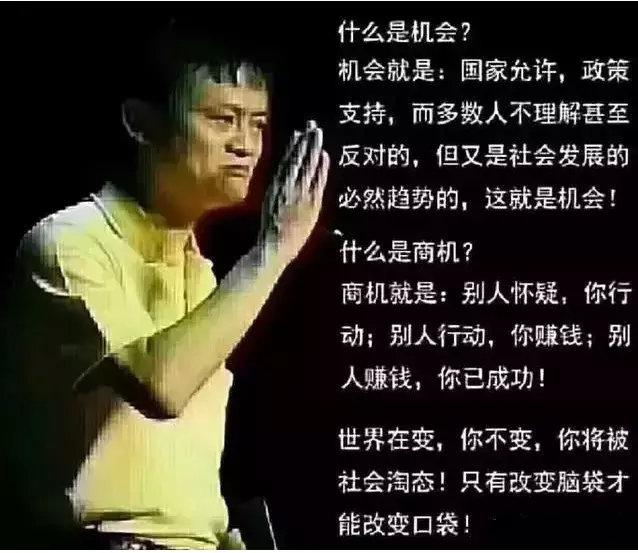 什么是机会?
机会就是：国家允许，政策
支持，而多数人不理解甚至
反对的，但又是社会发展的
必然趋势的，这就是机会！
什么是商机?
商机就是：别人怀疑，你行
动；别人行动，你赚钱；别
人赚钱，你已成功！
世界在变，你不变，你将被
社会淘态！只有改变脑袋才
能改变口袋！